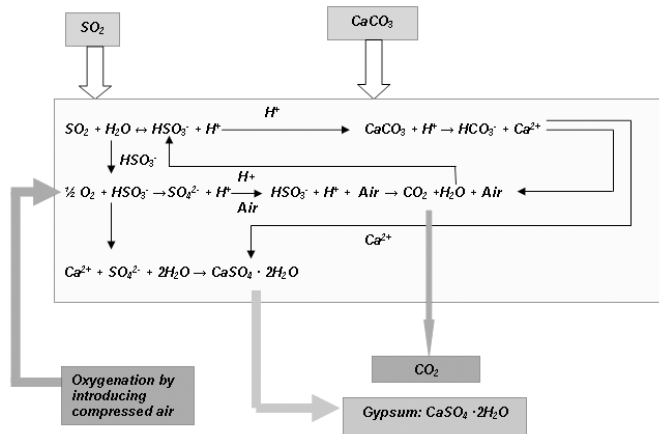 SO₂
CaCO₃
H⁺
SO₂ + H₂O ↔ HSO₃⁻ + H⁺
CaCO₃ + H⁺ → HCO₃⁻ + Ca²⁺
HSO₃⁻
H+
½ O₂ + HSO₃⁻ → SO₄²⁻ + H⁺
HSO₃⁻ + H⁺ + Air → CO₂ + H₂O + Air
Air
Ca²⁺
Ca²⁺ + SO₄²⁻ + 2H₂O → CaSO₄ · 2H₂O
CO₂
Oxygenation by
introducing
compressed air
Gypsum: CaSO₄ · 2H₂O